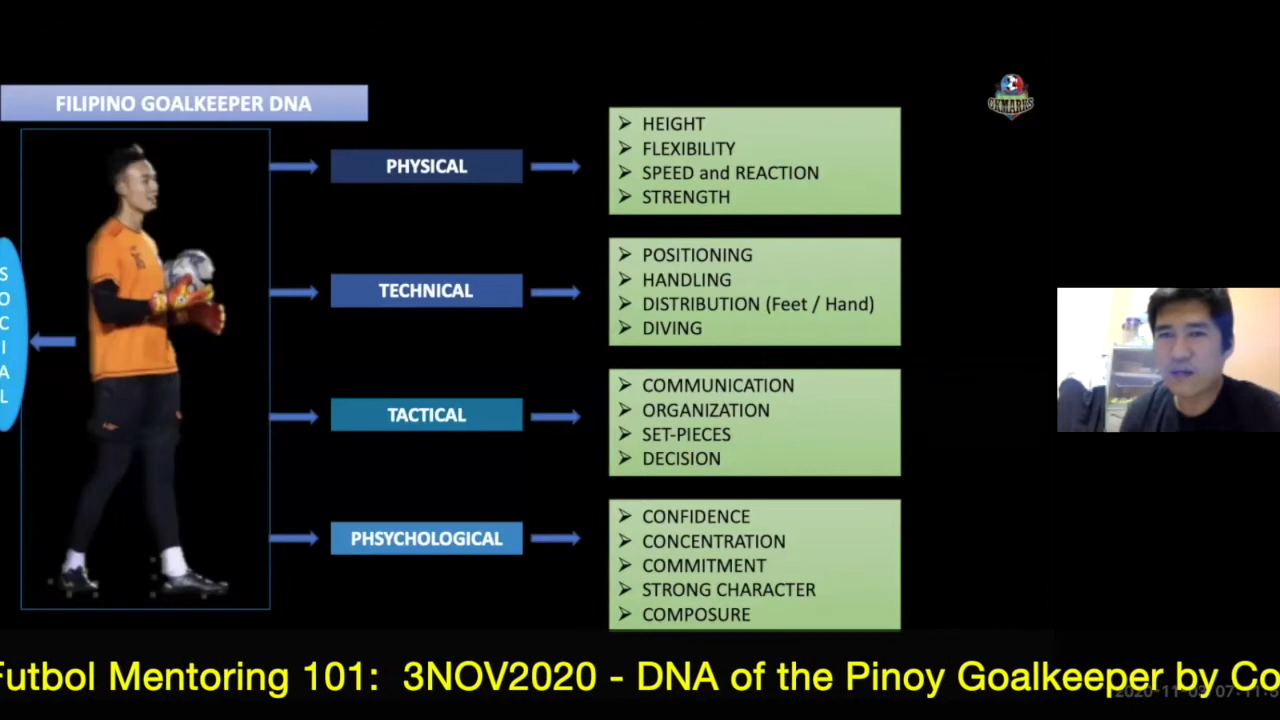 FILIPINO GOALKEEPER DNA
GKMARKS
PHYSICAL
HEIGHT
FLEXIBILITY
SPEED and REACTION
STRENGTH
TECHNICAL
POSITIONING
HANDLING
DISTRIBUTION (Feet / Hand)
DIVING
SOCIAL
TACTICAL
COMMUNICATION
ORGANIZATION
SET-PIECES
DECISION
PHSYCHOLOGICAL
CONFIDENCE
CONCENTRATION
COMMITMENT
STRONG CHARACTER
COMPOSURE
Futbol Mentoring 101: 3NOV2020 - DNA of the Pinoy Goalkeeper by Co